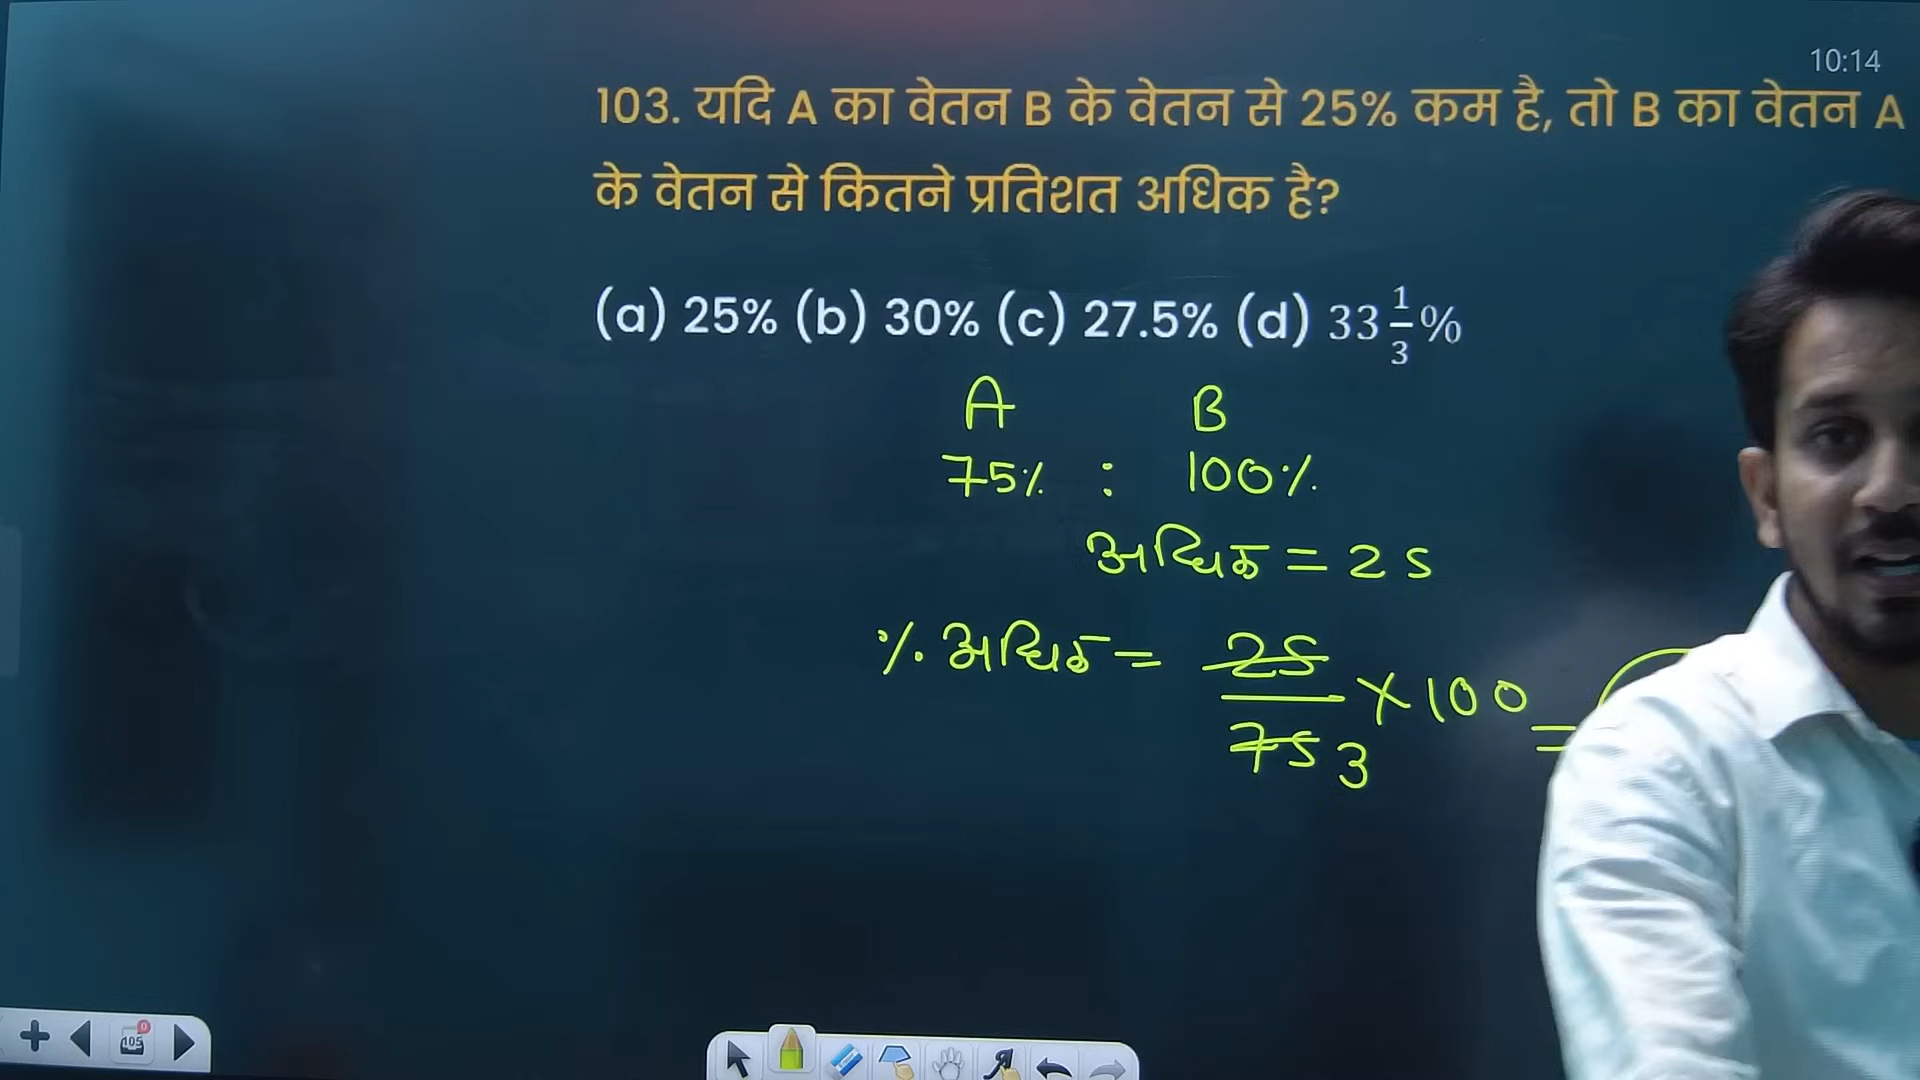 10:14
103. यदि A का वेतन B के वेतन से 25% कम है, तो B का वेतन A
के वेतन से कितने प्रतिशत अधिक है?
(a) 25% (b) 30% (c) 27.5% (d) 33 1/3 %
A B
75% : 100%
अधिक = 25
% अधिक = 25/75 3 × 100 =
0
105